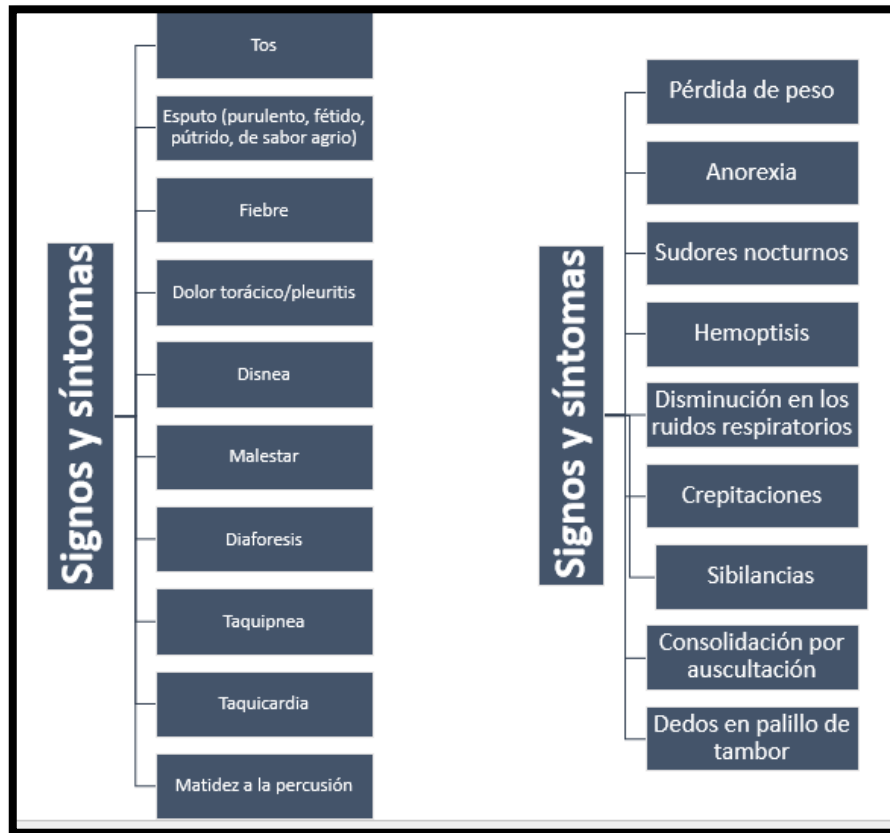 Signos y síntomas
Tos
Esputo (purulento, fétido,
pútrido, de sabor agrio)
Fiebre
Dolor torácico/pleuritis
Disnea
Malestar
Diaforesis
Taquipnea
Taquicardia
Matidez a la percusión
Signos y síntomas
Pérdida de peso
Anorexia
Sudores nocturnos
Hemoptisis
Disminución en los
ruidos respiratorios
Crepitaciones
Sibilancias
Consolidación por
auscultación
Dedos en palillo de
tambor